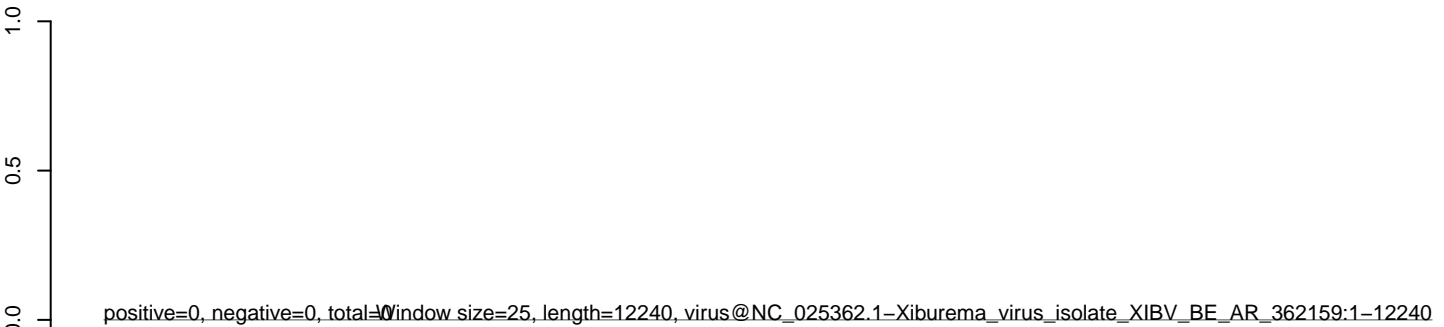 1.0
0.5
0.0
positive=0, negative=0, total=0
Window size=25, length=12240, virus@NC_025362.1−Xiburema_virus_isolate_XIBV_BE_AR_362159:1−12240